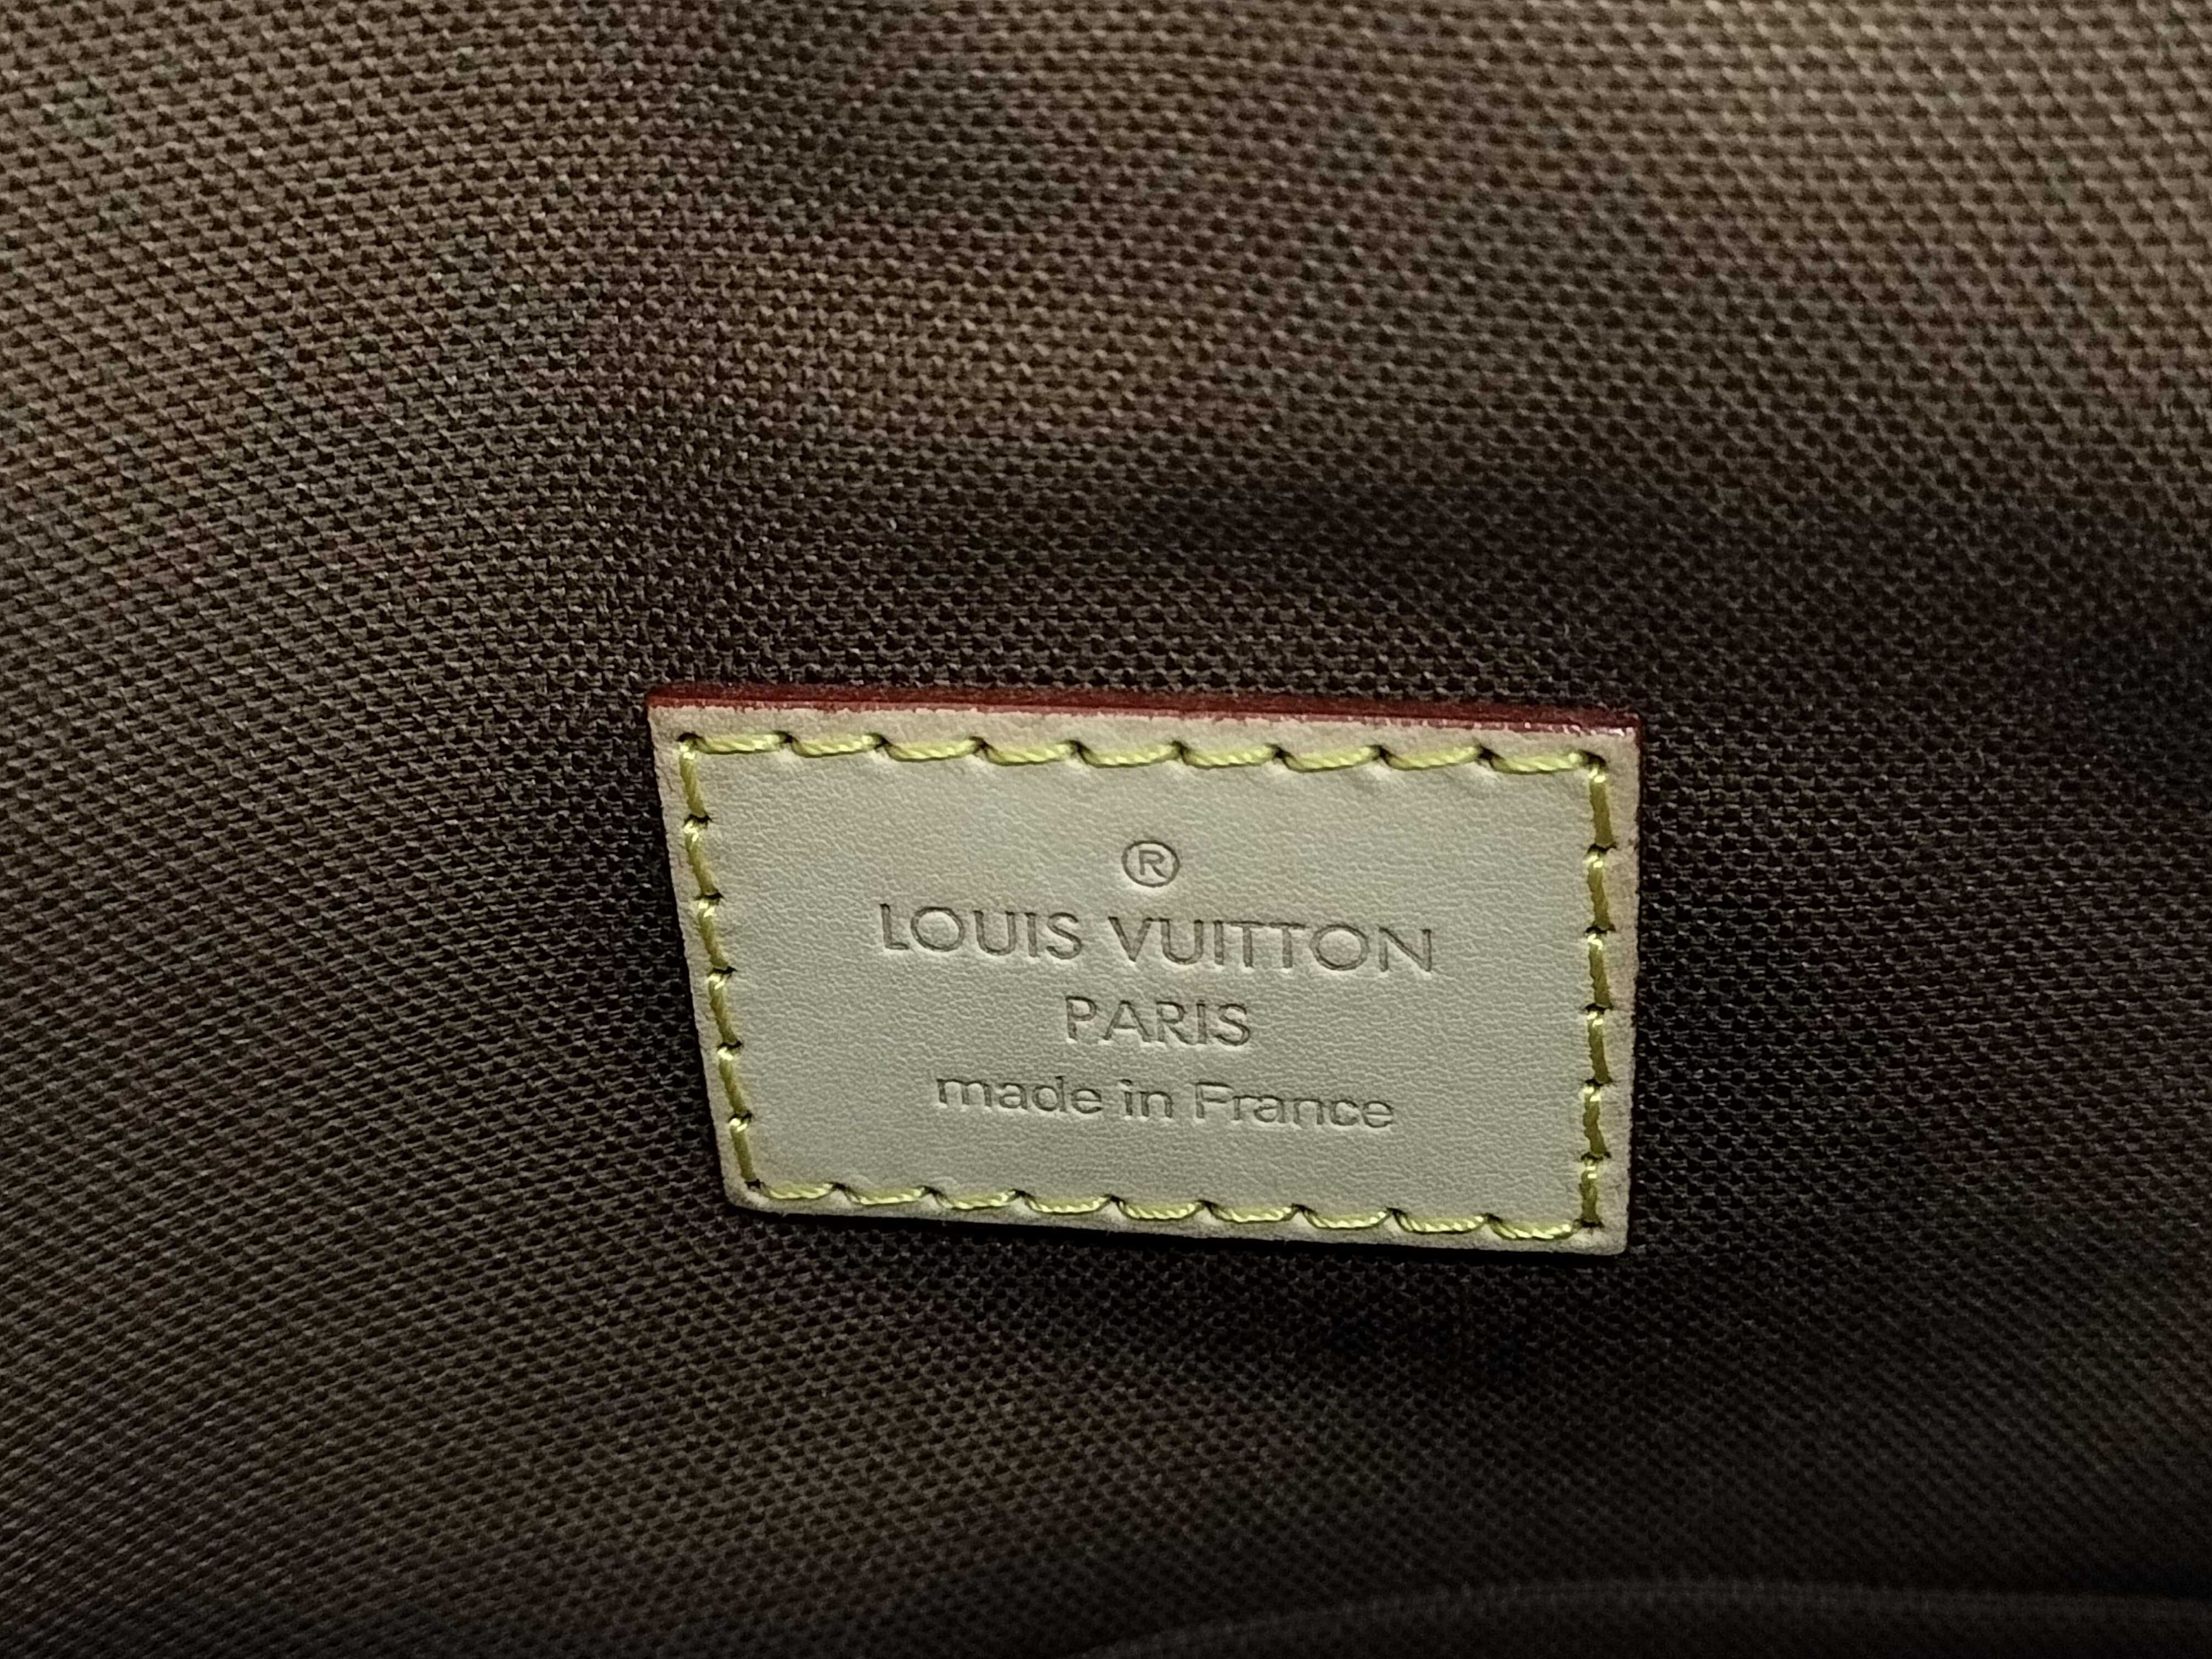 ®
LOUIS VUITTON
PARIS
made in France